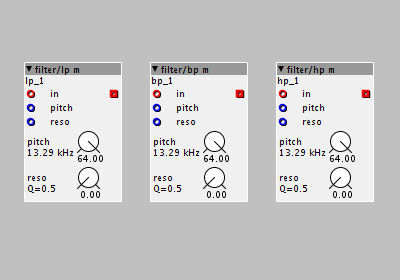 filter/lp m
lp_1
in
pitch
reso
pitch
13.29 kHz
64.00
reso
Q=0.5
0.00
filter/bp m
bp_1
in
pitch
reso
pitch
13.29 kHz
64.00
reso
Q=0.5
0.00
filter/hp m
hp_1
in
pitch
reso
pitch
13.29 kHz
64.00
reso
Q=0.5
0.00